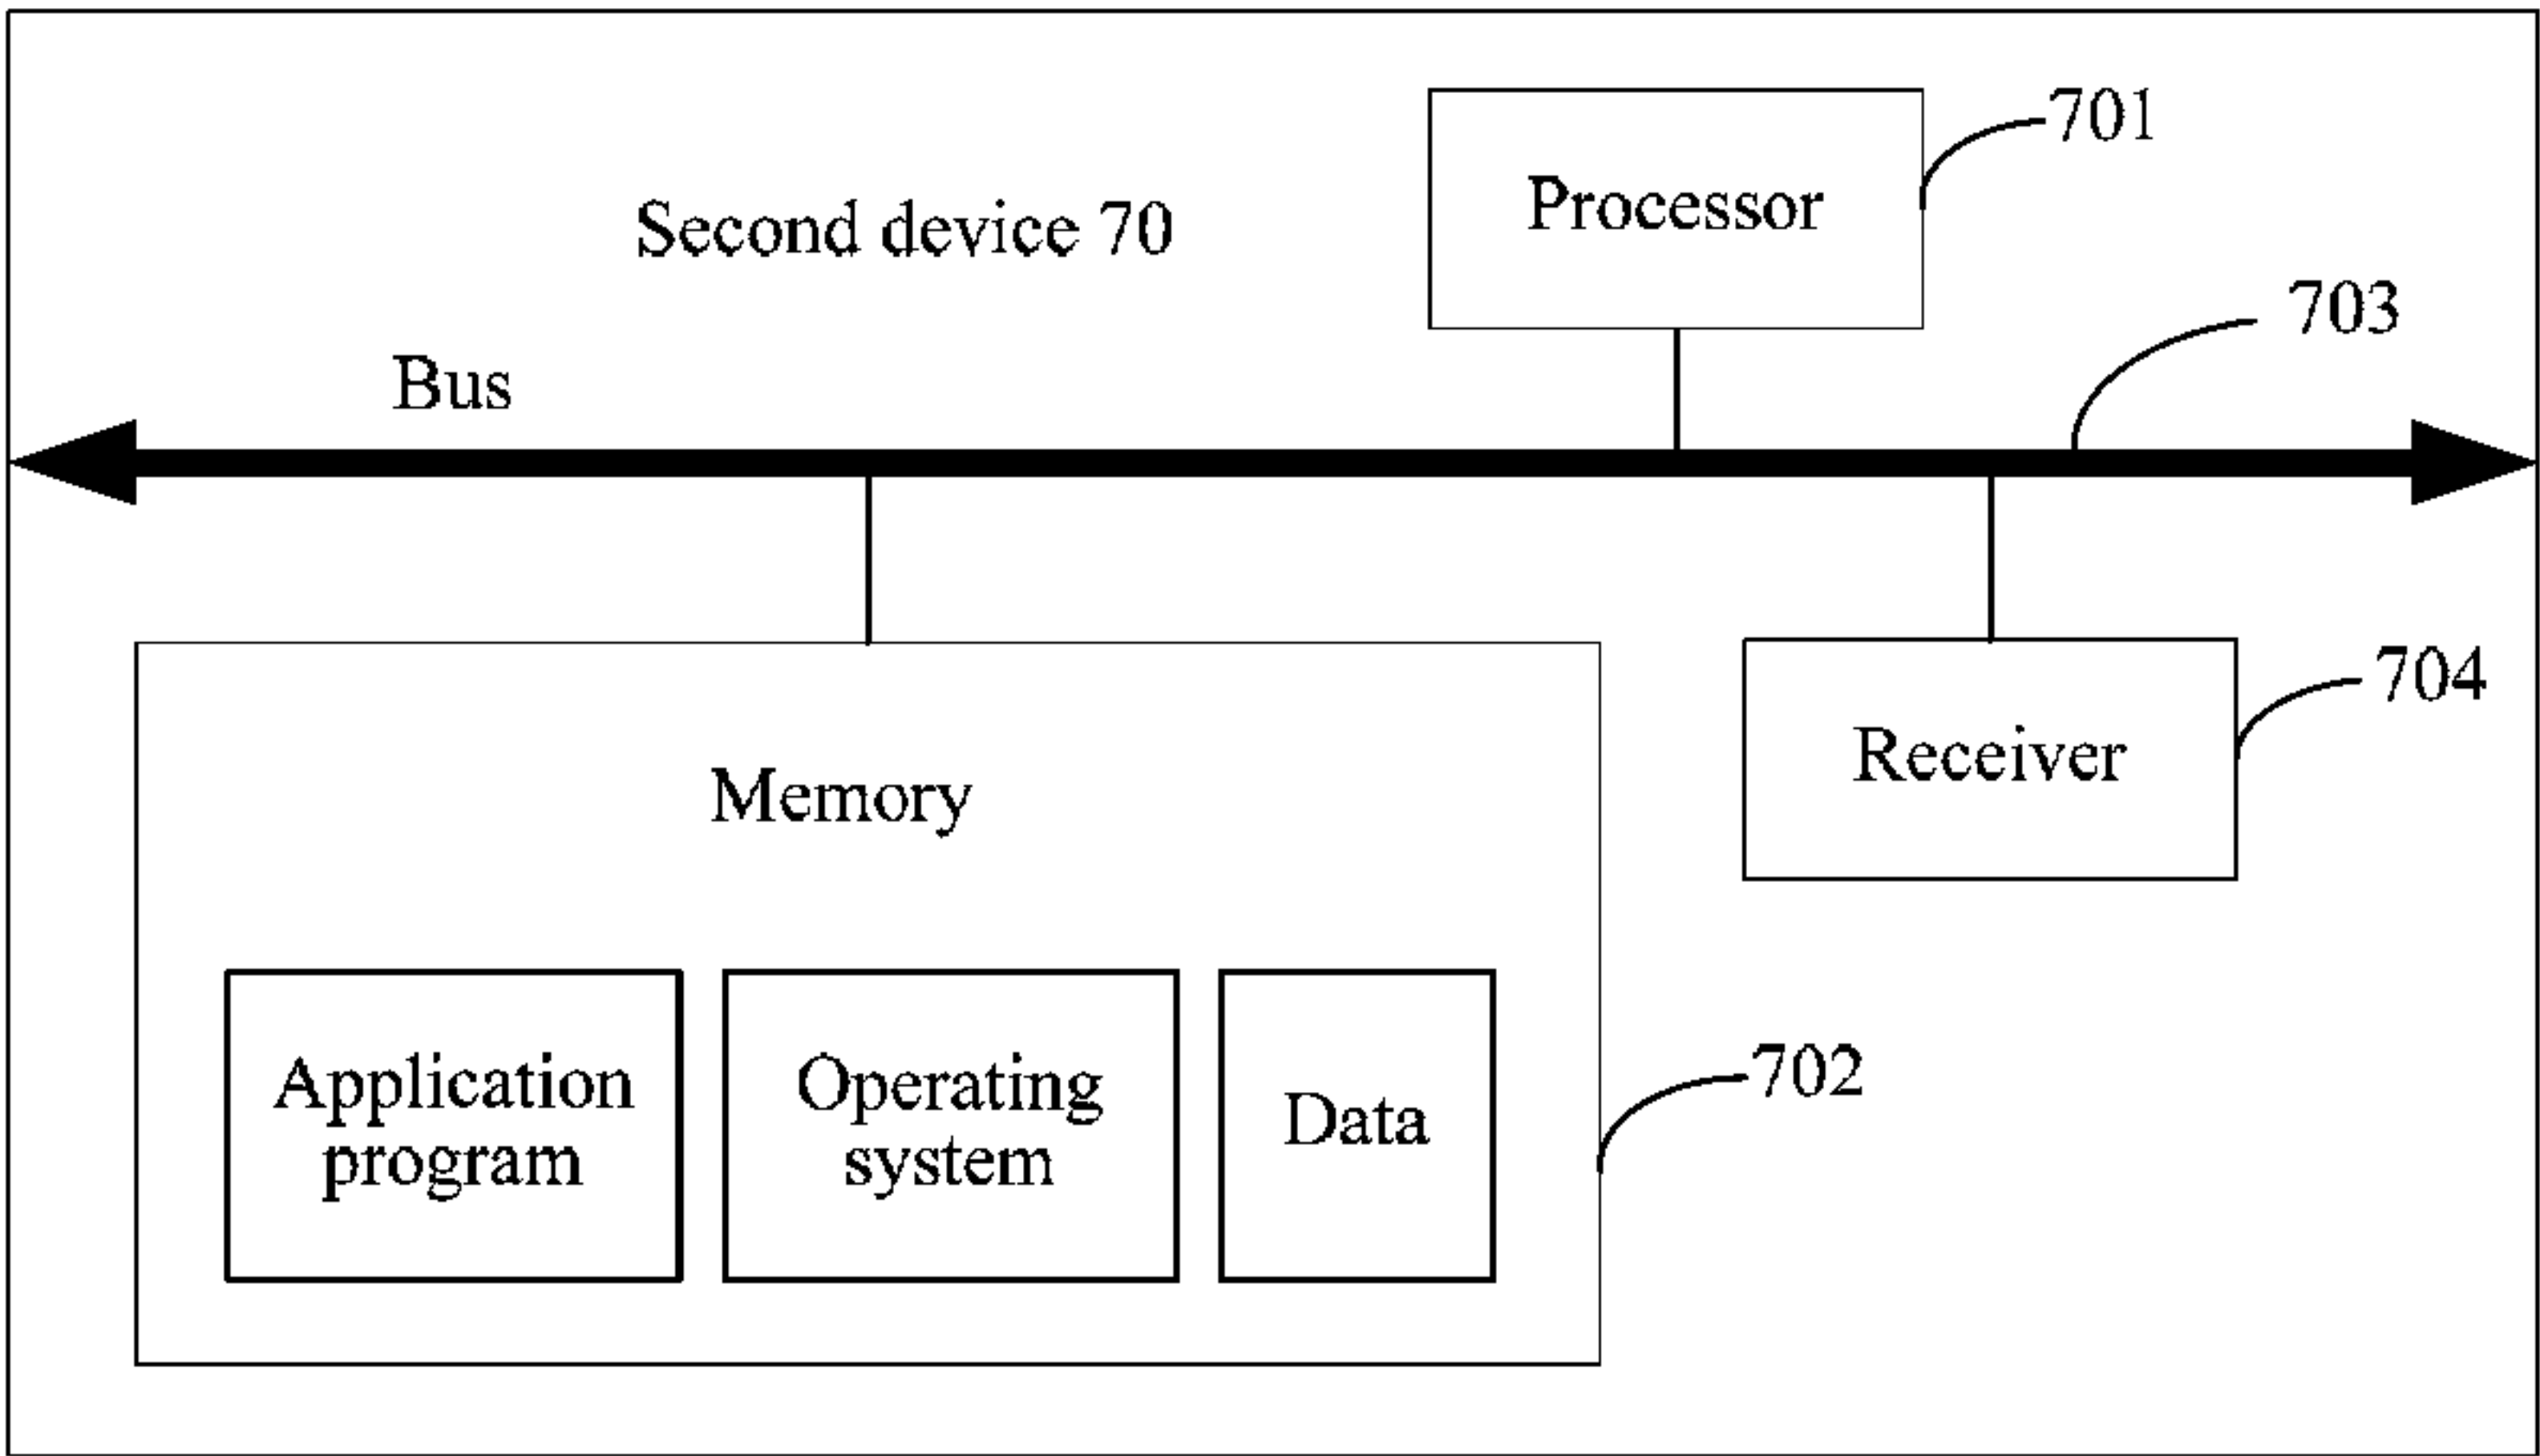 701
Processor
Second device 70
703
Bus
704
Receiver
Memory
702
Application
program
Operating
system
Data